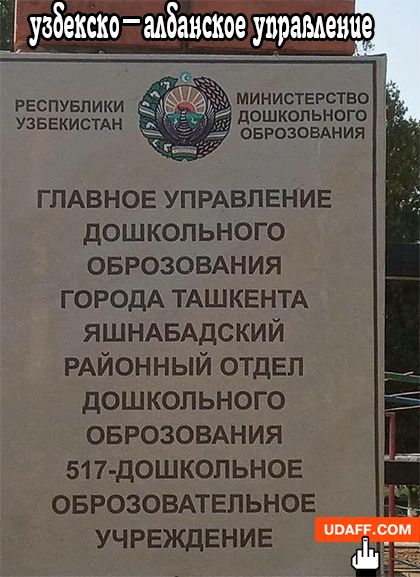 узбекско-албанское управление
РЕСПУБЛИКИ
УЗБЕКИСТАН
МИНИСТЕРСТВО
ДОШКОЛЬНОГО
ОБРОЗОВАНИЯ
ГЛАВНОЕ УПРАВЛЕНИЕ
ДОШКОЛЬНОГО
ОБРОЗОВАНИЯ
ГОРОДА ТАШКЕНТА
ЯШНАБАДСКИЙ
РАЙОННЫЙ ОТДЕЛ
ДОШКОЛЬНОГО
ОБРОЗОВАНИЯ
517-ДОШКОЛЬНОЕ
ОБРОЗОВАТЕЛЬНОЕ
УЧРЕЖДЕНИЕ
UDAFF.COM